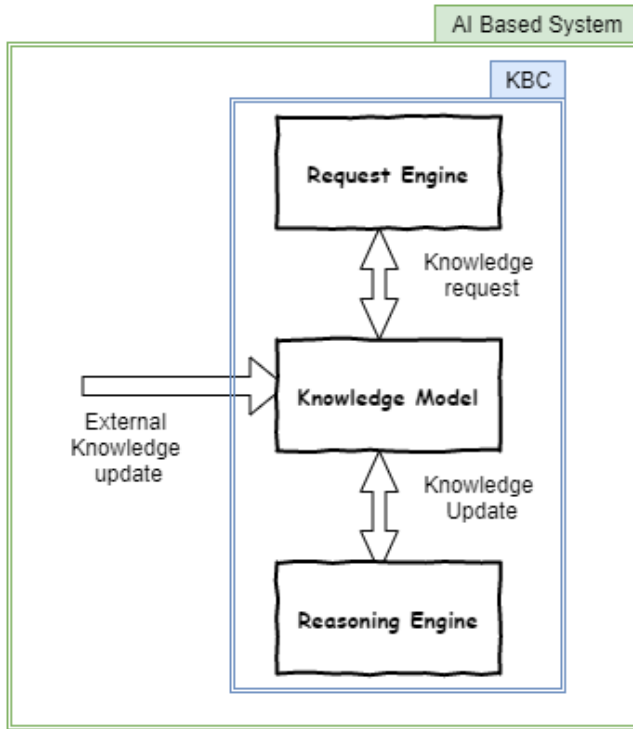 AI Based System
KBC
Request Engine
Knowledge
request
Knowledge Model
External
Knowledge
update
Knowledge
Update
Reasoning Engine